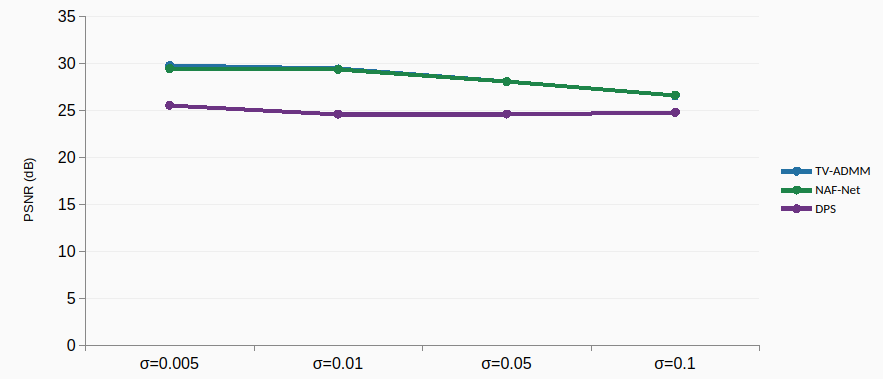 35
30
25
20
15
10
5
0
PSNR (dB)
σ=0.005 σ=0.01 σ=0.05 σ=0.1
TV-ADMM
NAF-Net
DPS